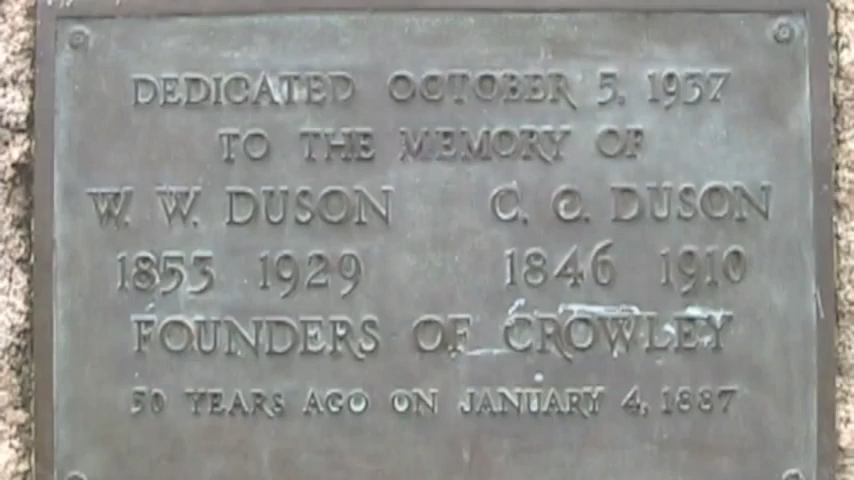 DEDICATED OCTOBER 5, 1937
TO THE MEMORY OF
W. W. DUSON C. C. DUSON
1853 1929 1846 1910
FOUNDERS OF CROWLEY
50 YEARS AGO ON JANUARY 4, 1887